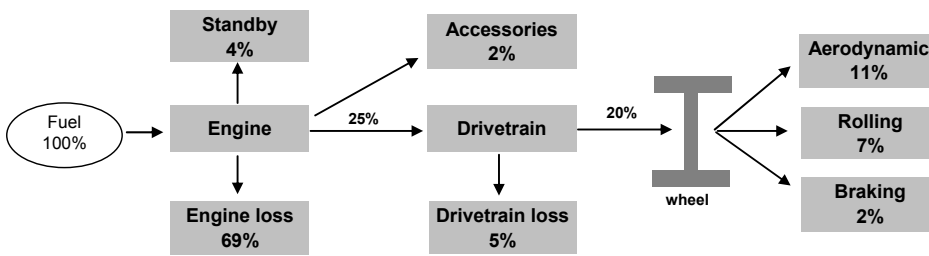 Standby
4%
Accessories
2%
Aerodynamic
11%
Fuel
100%
Engine
25%
Drivetrain
20%
Rolling
7%
wheel
Braking
2%
Engine loss
69%
Drivetrain loss
5%